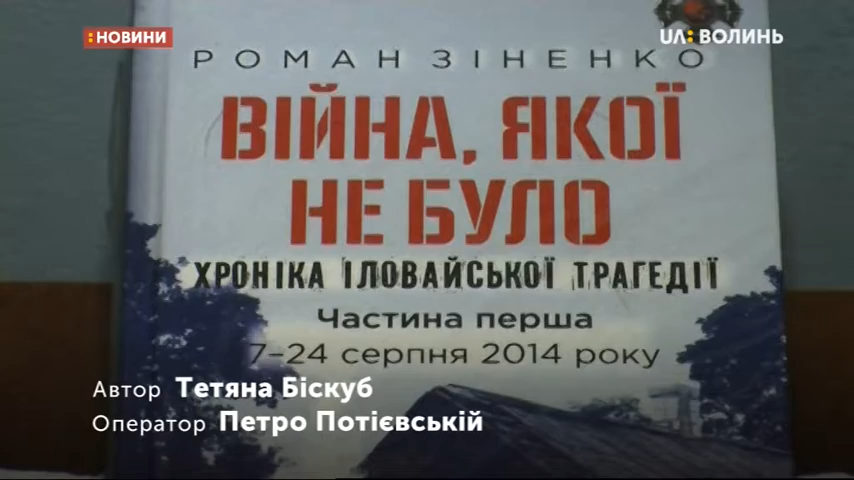 :НОВИНИ
UA: ВОЛИНЬ
РОМАН ЗІНЕНКО
ВІЙНА, ЯКОЇ
НЕ БУЛО
ХРОНІКА ІЛОВАЙСЬКОЇ ТРАГЕДІЇ
Частина перша
7–24 серпня 2014 року
Автор Тетяна Біскуб
Оператор Петро Потієвській